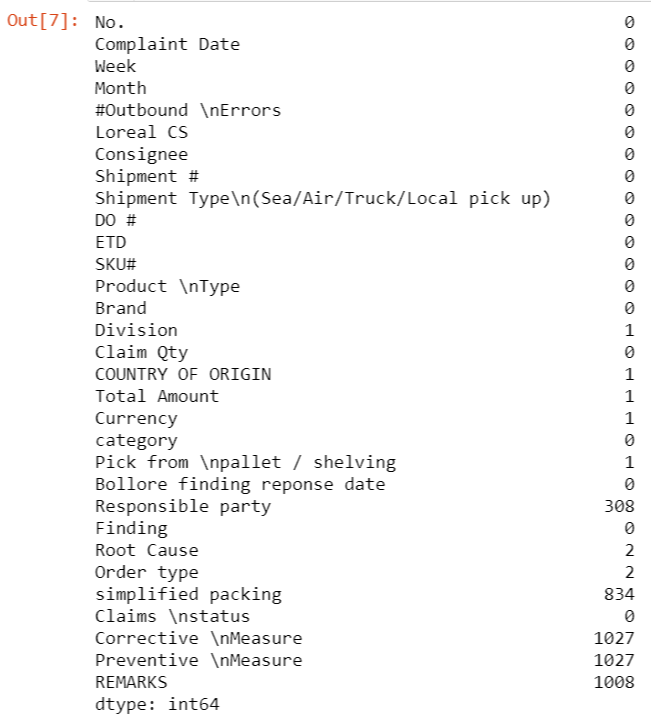 Out[7]: No. 0
Complaint Date 0
Week 0
Month 0
#Outbound \nErrors 0
Loreal CS 0
Consignee 0
Shipment # 0
Shipment Type\n(Sea/Air/Truck/Local pick up) 0
DO # 0
ETD 0
SKU# 0
Product \nType 0
Brand 0
Division 1
Claim Qty 0
COUNTRY OF ORIGIN 1
Total Amount 1
Currency 1
category 0
Pick from \npallet / shelving 1
Bollore finding reponse date 0
Responsible party 308
Finding 0
Root Cause 2
Order type 2
simplified packing 834
Claims \nstatus 0
Corrective \nMeasure 1027
Preventive \nMeasure 1027
REMARKS 1008
dtype: int64